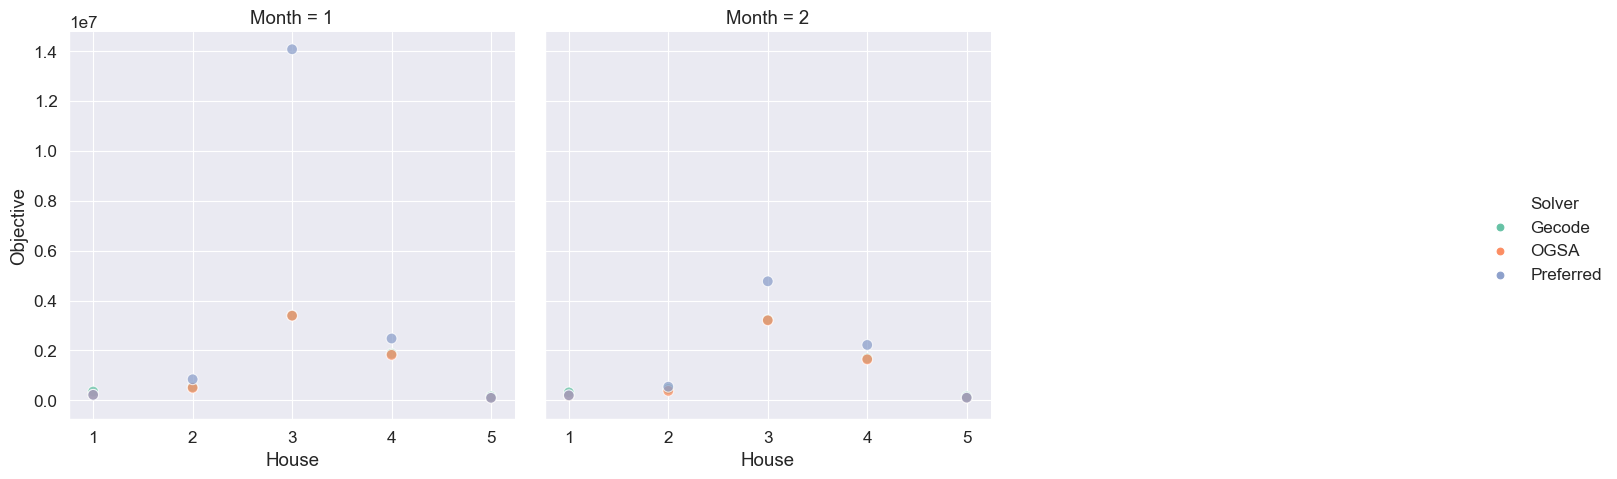 Month = 1
Month = 2
1e7
1.4
1.2
1.0
0.8
0.6
0.4
0.2
0.0
Objective
1 2 3 4 5
1 2 3 4 5
House
House
Solver
Gecode
OGSA
Preferred